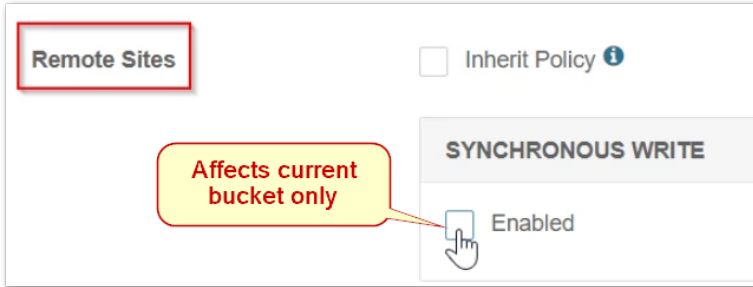 Remote Sites
Inherit Policy
SYNCHRONOUS WRITE
Affects current
bucket only
Enabled